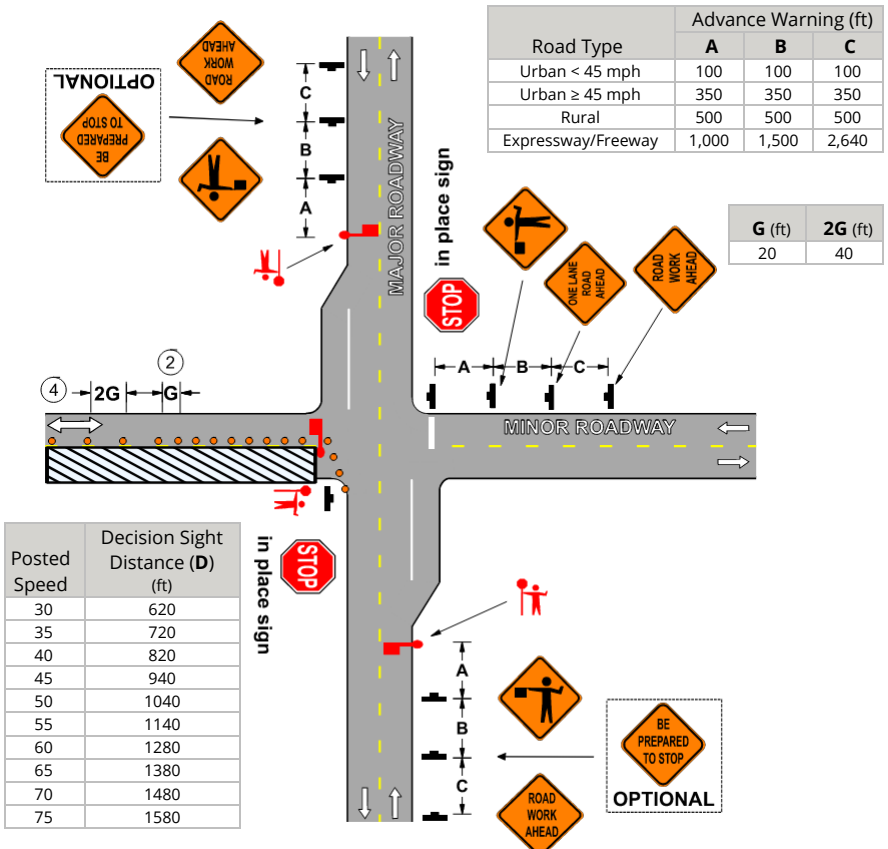 Road Type Advance Warning (ft)
A B C
Urban < 45 mph 100 100 100
Urban ≥ 45 mph 350 350 350
Rural 500 500 500
Expressway/Freeway 1,000 1,500 2,640
G (ft) 2G (ft)
20 40
ROAD
WORK
AHEAD
OPTIONAL
BE
PREPARED
TO STOP
C
B
A
MAJOR ROADWAY
in place sign
STOP
ONE LANE
ROAD
AHEAD
ROAD
WORK
AHEAD
A B C
2
4 2G G
MINOR ROADWAY
STOP
in place sign
Posted
Speed
Decision Sight
Distance (D)
(ft)
30 620
35 720
40 820
45 940
50 1040
55 1140
60 1280
65 1380
70 1480
75 1580
A
B
C
BE
PREPARED
TO STOP
OPTIONAL
ROAD
WORK
AHEAD